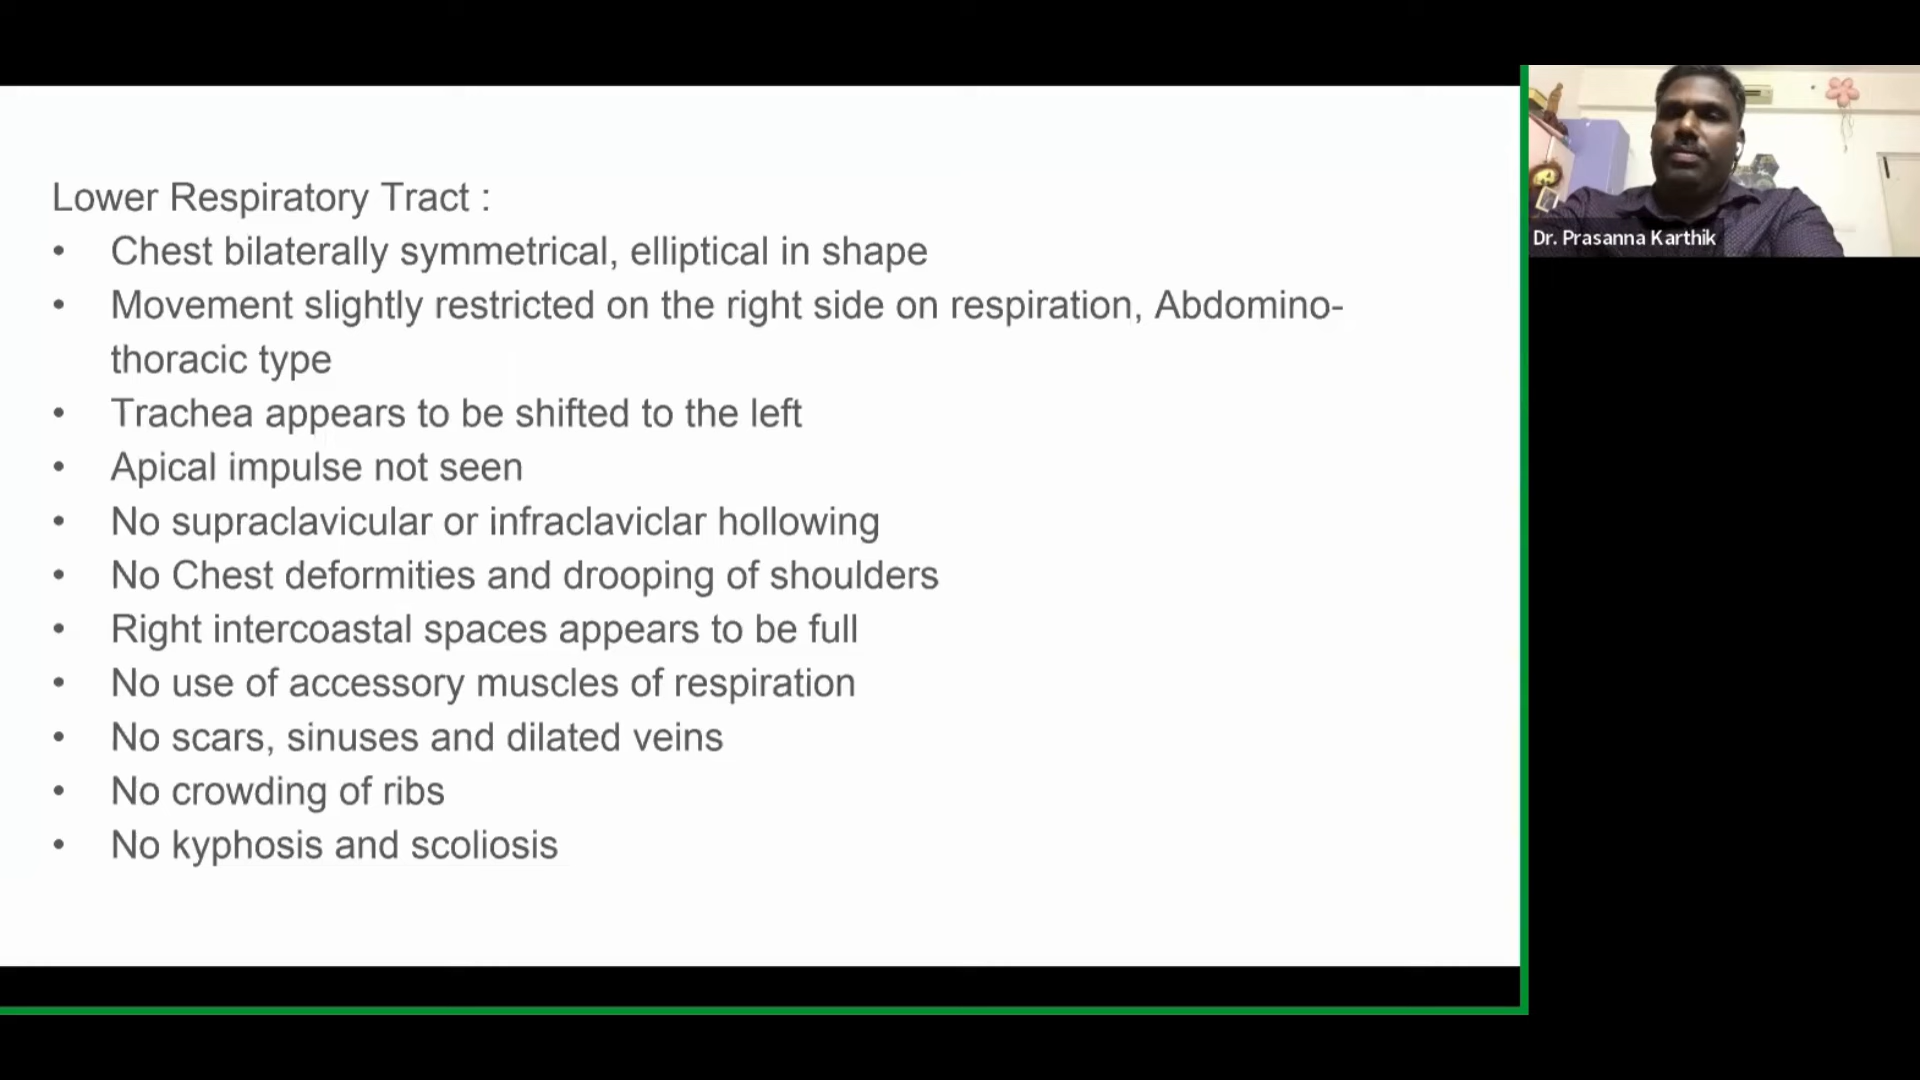 Lower Respiratory Tract :
• Chest bilaterally symmetrical, elliptical in shape
• Movement slightly restricted on the right side on respiration, Abdomino-
thoracic type
• Trachea appears to be shifted to the left
• Apical impulse not seen
• No supraclavicular or infraclaviclar hollowing
• No Chest deformities and drooping of shoulders
• Right intercoastal spaces appears to be full
• No use of accessory muscles of respiration
• No scars, sinuses and dilated veins
• No crowding of ribs
• No kyphosis and scoliosis
Dr. Prasanna Karthik